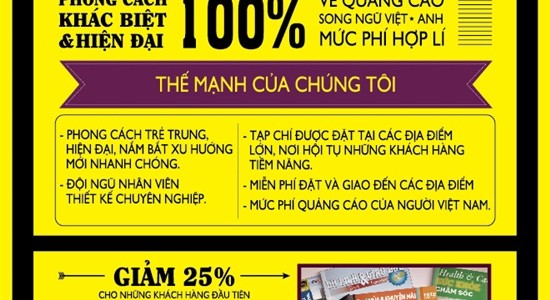 PHONG CÁCH
KHÁC BIỆT
& HIỆN ĐẠI
100%
VỀ QUẢNG CÁO
SONG NGỮ VIỆT - ANH
MỨC PHÍ HỢP LÍ
THẾ MẠNH CỦA CHÚNG TÔI
- PHONG CÁCH TRẺ TRUNG,
HIỆN ĐẠI, NẮM BẮT XU HƯỚNG
MỚI NHANH CHÓNG.
- ĐỘI NGŨ NHÂN VIÊN
THIẾT KẾ CHUYÊN NGHIỆP.
- TẠP CHÍ ĐƯỢC ĐẶT TẠI CÁC ĐỊA ĐIỂM
LỚN, NƠI HỘI TỤ NHỮNG KHÁCH HÀNG
TIỀM NĂNG.
- MIỄN PHÍ ĐẶT VÀ GIAO ĐẾN CÁC ĐỊA ĐIỂM
- MỨC PHÍ QUẢNG CÁO CỦA NGƯỜI VIỆT NAM.
GIẢM 25%
CHO NHỮNG KHÁCH HÀNG ĐẦU TIÊN
Health &
SỨC KHỎE
CHĂM SÓC